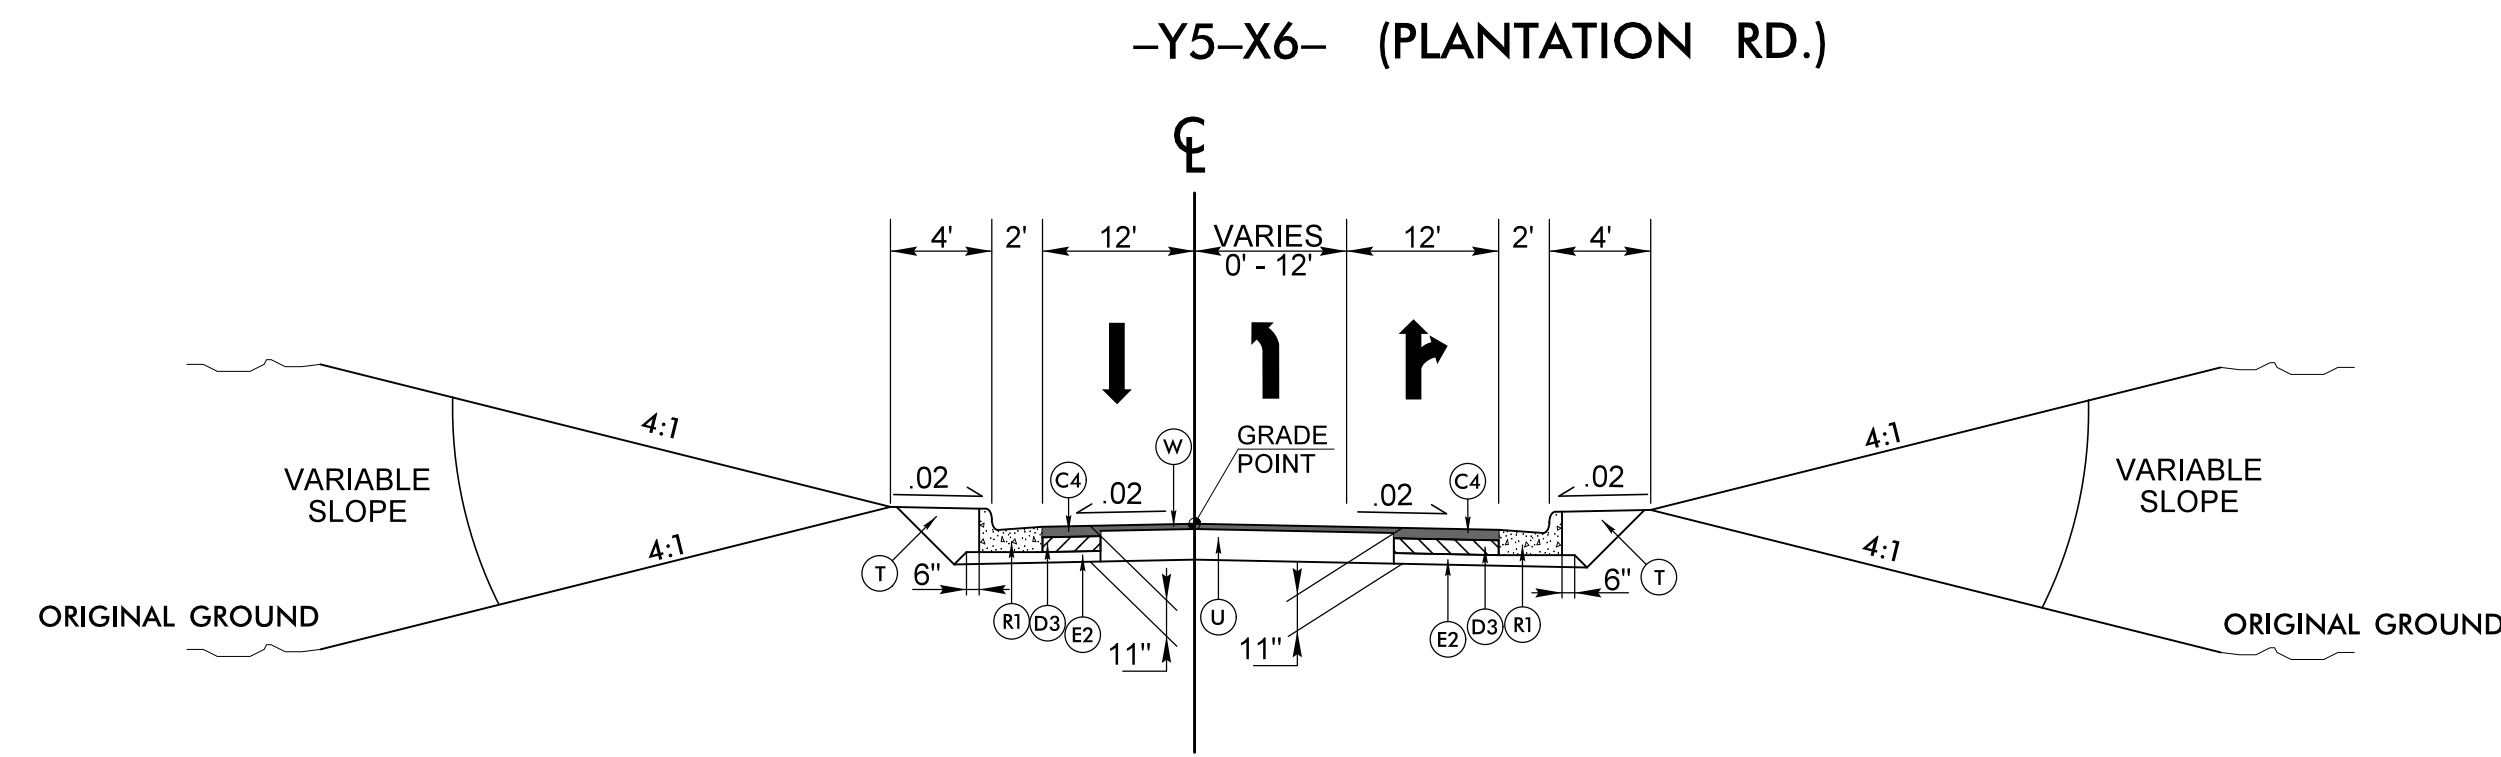 –Y5–X6– (PLANTATION RD.)
℄
4' 2' 12' VARIES 12' 2' 4'
0' - 12'
4:1 4:1
W GRADE
POINT
VARIABLE
SLOPE
.02 C4 .02 .02 C4 .02
VARIABLE
SLOPE
4:1 4:1
T 6" 6" T
ORIGINAL GROUND
R1 D3 E2 U E2 D3 R1
ORIGINAL GROUND
11" 11"